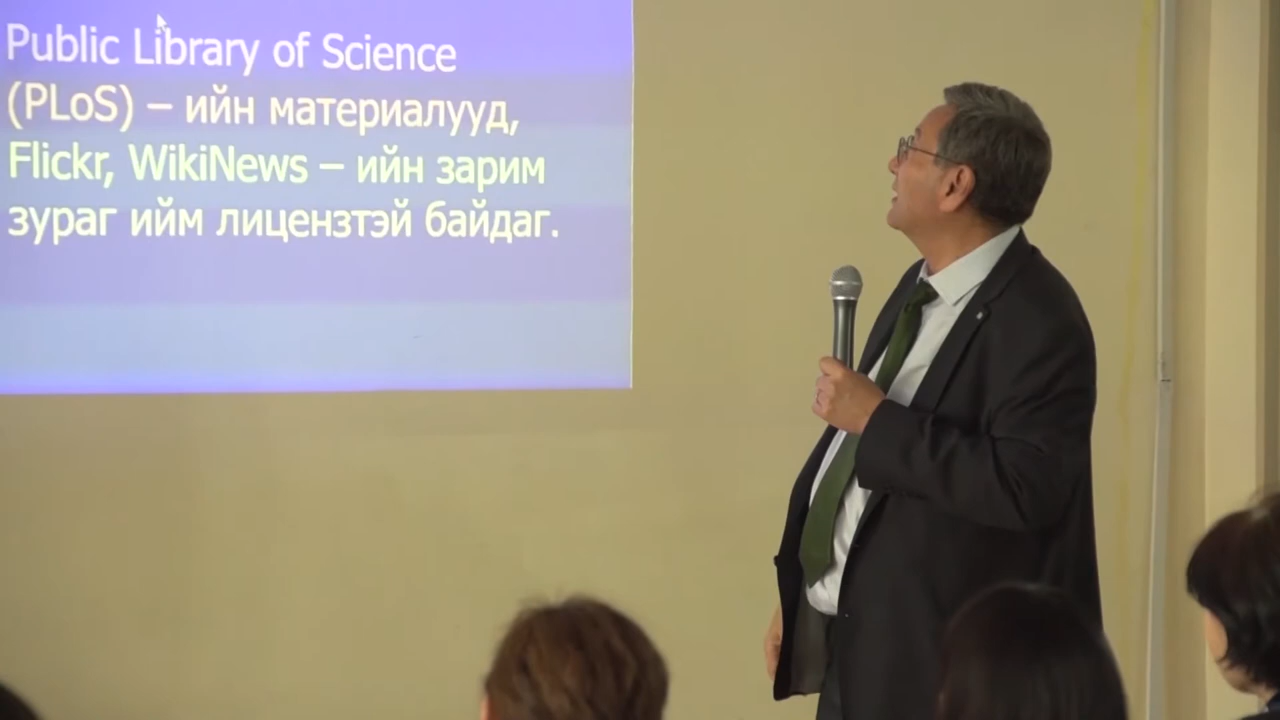 Public Library of Science
(PLoS) – ийн материалууд,
Flickr, WikiNews – ийн зарим
зураг ийм лицензтэй байдаг.